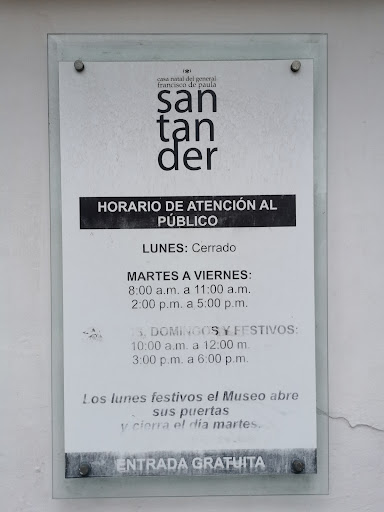 casa natal del general
francisco de paula
san
tan
der
HORARIO DE ATENCIÓN AL
PÚBLICO
LUNES: Cerrado
MARTES A VIERNES:
8:00 a.m. a 11:00 a.m.
2:00 p.m. a 5:00 p.m.
DOMINGOS Y FESTIVOS:
10:00 a.m. a 12:00 m.
3:00 p.m. a 6:00 p.m.
Los lunes festivos el Museo abre
sus puertas
y cierra el dia martes.
ENTRADA GRATUITA